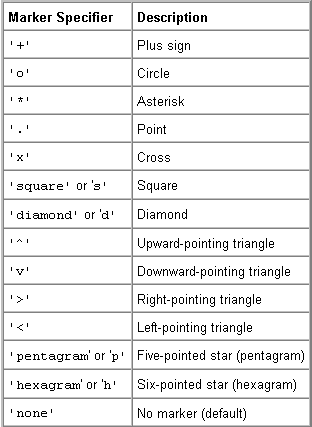 Marker Specifier Description
'+' Plus sign
'o' Circle
'*' Asterisk
'.' Point
'x' Cross
'square' or 's' Square
'diamond' or 'd' Diamond
'^' Upward-pointing triangle
'v' Downward-pointing triangle
'>' Right-pointing triangle
'<' Left-pointing triangle
'pentagram' or 'p' Five-pointed star (pentagram)
'hexagram' or 'h' Six-pointed star (hexagram)
'none' No marker (default)